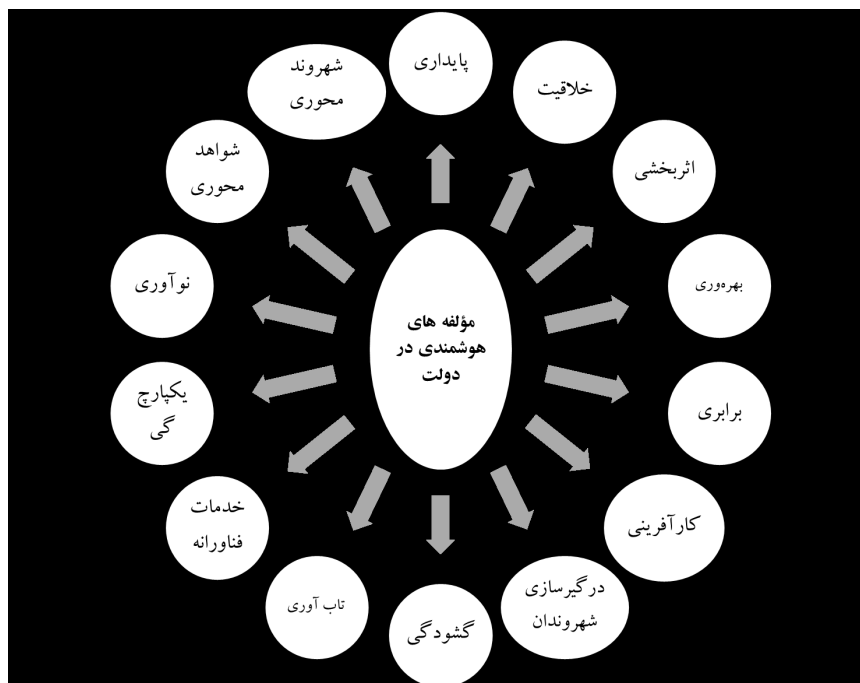 مؤلفه های
هوشمندی در
دولت
پایداری
خلاقیت
اثربخشی
بهره‌وری
برابری
کارآفرینی
درگیرسازی
شهروندان
گشودگی
تاب آوری
خدمات
فناورانه
یکپارچ
گی
نوآوری
شواهد
محوری
شهروند
محوری